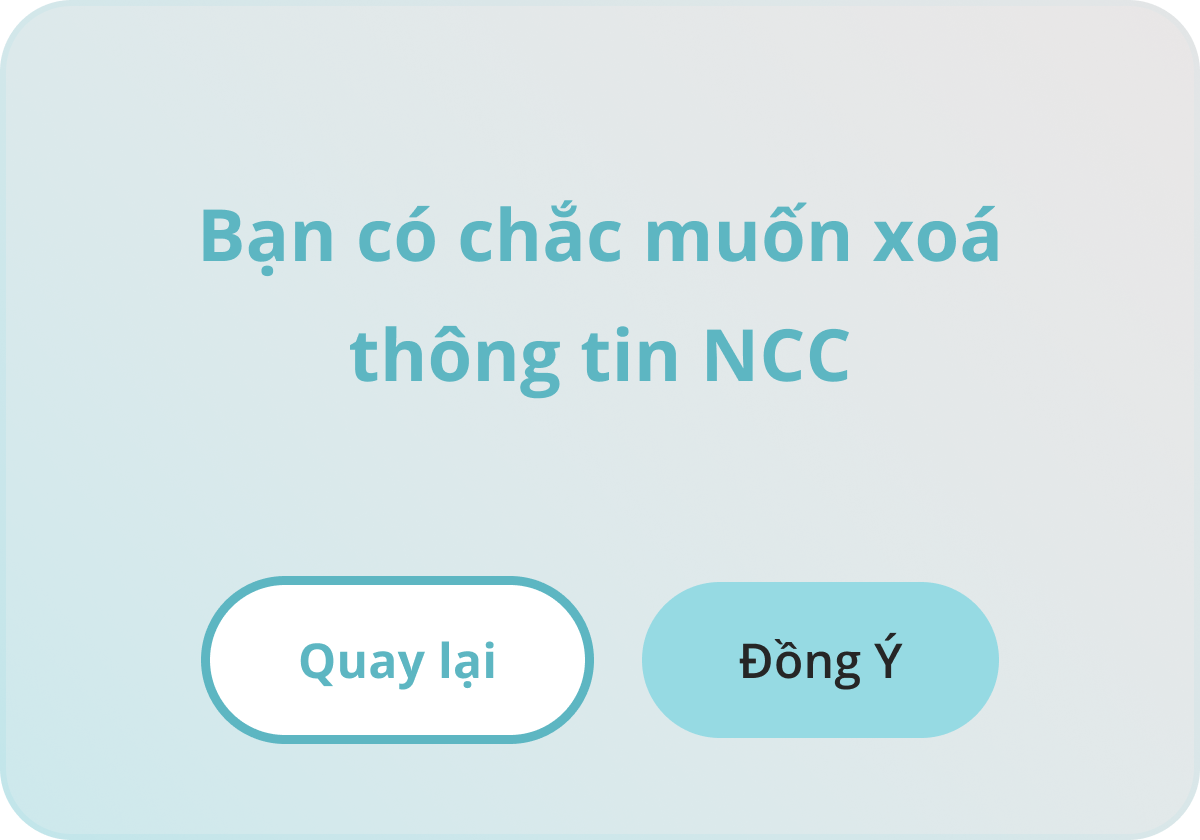 Bạn có chắc muốn xoá
thông tin NCC
Quay lại
Đồng Ý